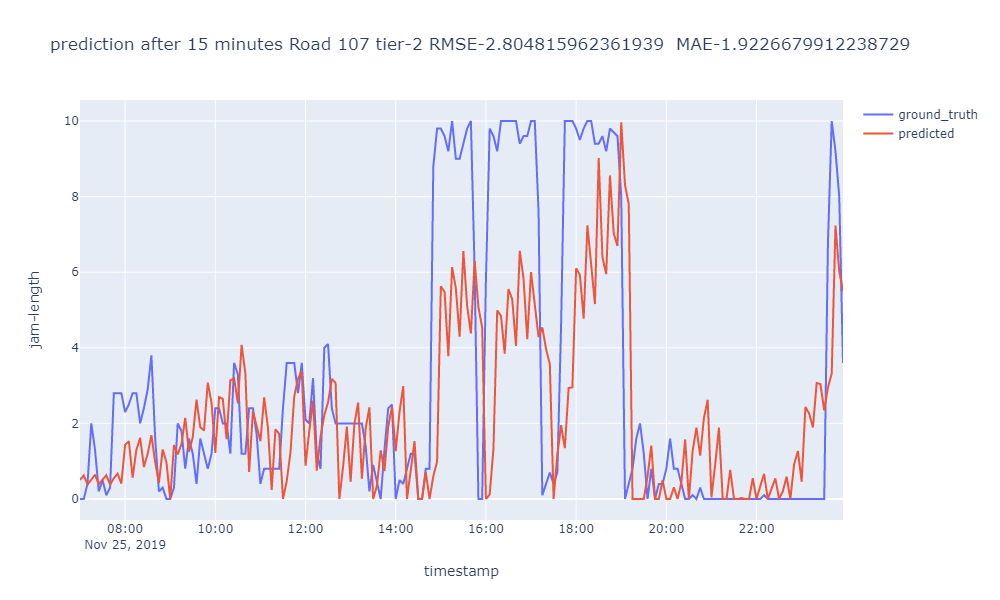 prediction after 15 minutes Road 107 tier-2 RMSE-2.804815962361939 MAE-1.9226679912238729
ground_truth
predicted
10
8
6
4
2
0
jam-length
08:00 10:00 12:00 14:00 16:00 18:00 20:00 22:00
Nov 25, 2019
timestamp